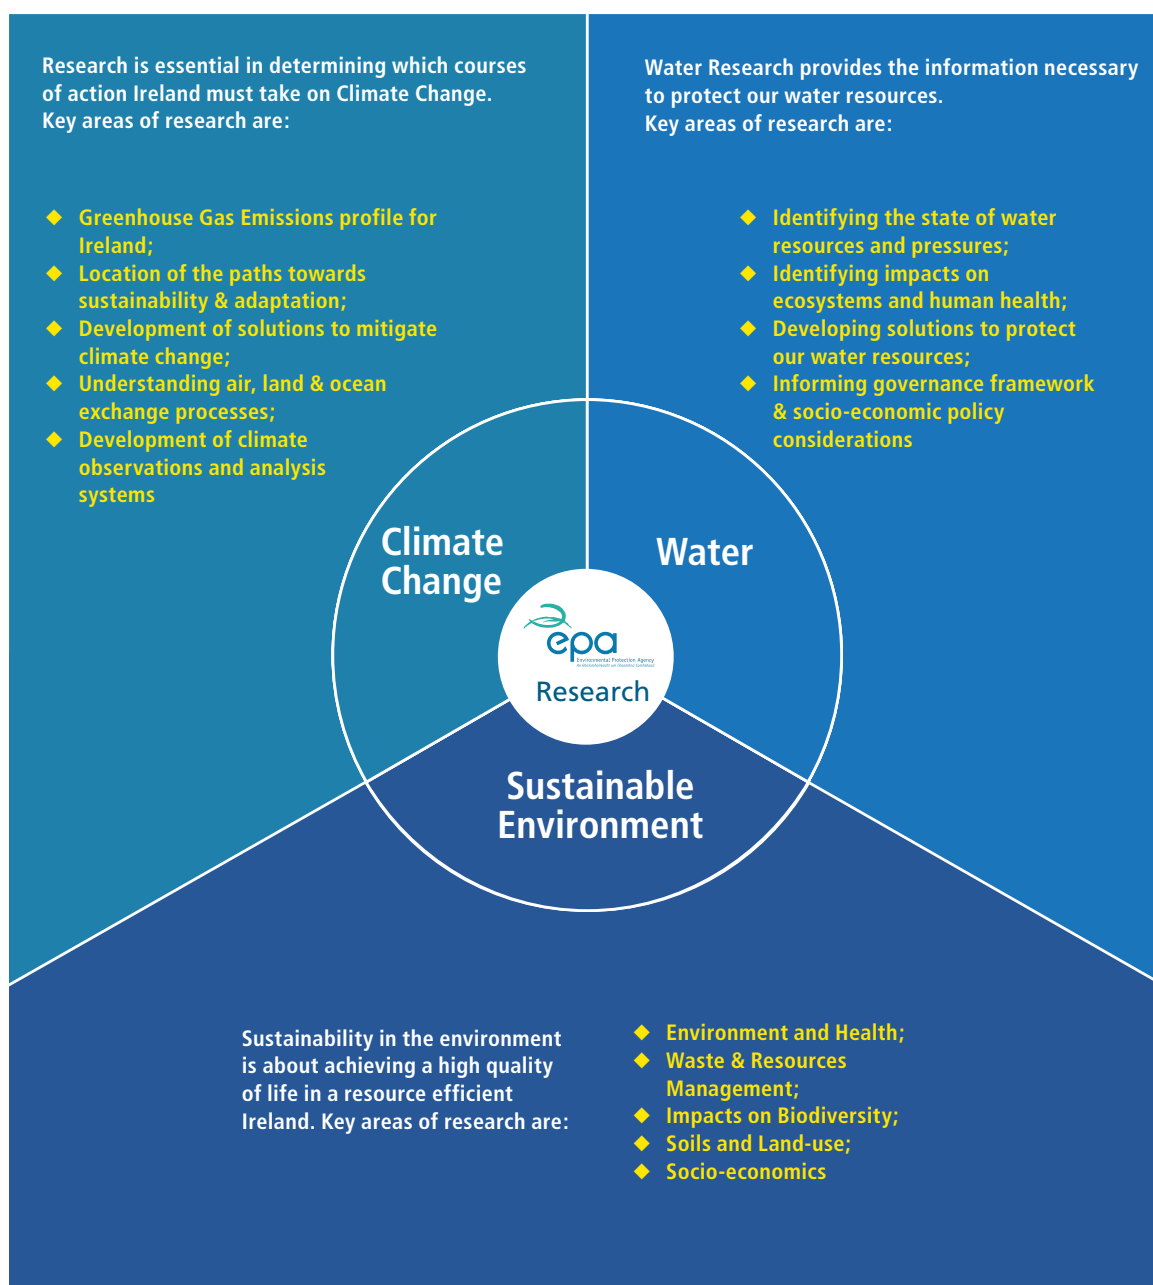 Research is essential in determining which courses
of action Ireland must take on Climate Change.
Key areas of research are:
◆ Greenhouse Gas Emissions profile for
Ireland;
◆ Location of the paths towards
sustainability & adaptation;
◆ Development of solutions to mitigate
climate change;
◆ Understanding air, land & ocean
exchange processes;
◆ Development of climate
observations and analysis
systems
Water Research provides the information necessary
to protect our water resources.
Key areas of research are:
◆ Identifying the state of water
resources and pressures;
◆ Identifying impacts on
ecosystems and human health;
◆ Developing solutions to protect
our water resources;
◆ Informing governance framework
& socio-economic policy
considerations
Climate
Change
Water
epa
Environmental Protection Agency
Research
Sustainable
Environment
Sustainability in the environment
is about achieving a high quality
of life in a resource efficient
Ireland. Key areas of research are:
◆ Environment and Health;
◆ Waste & Resources
Management;
◆ Impacts on Biodiversity;
◆ Soils and Land-use;
◆ Socio-economics